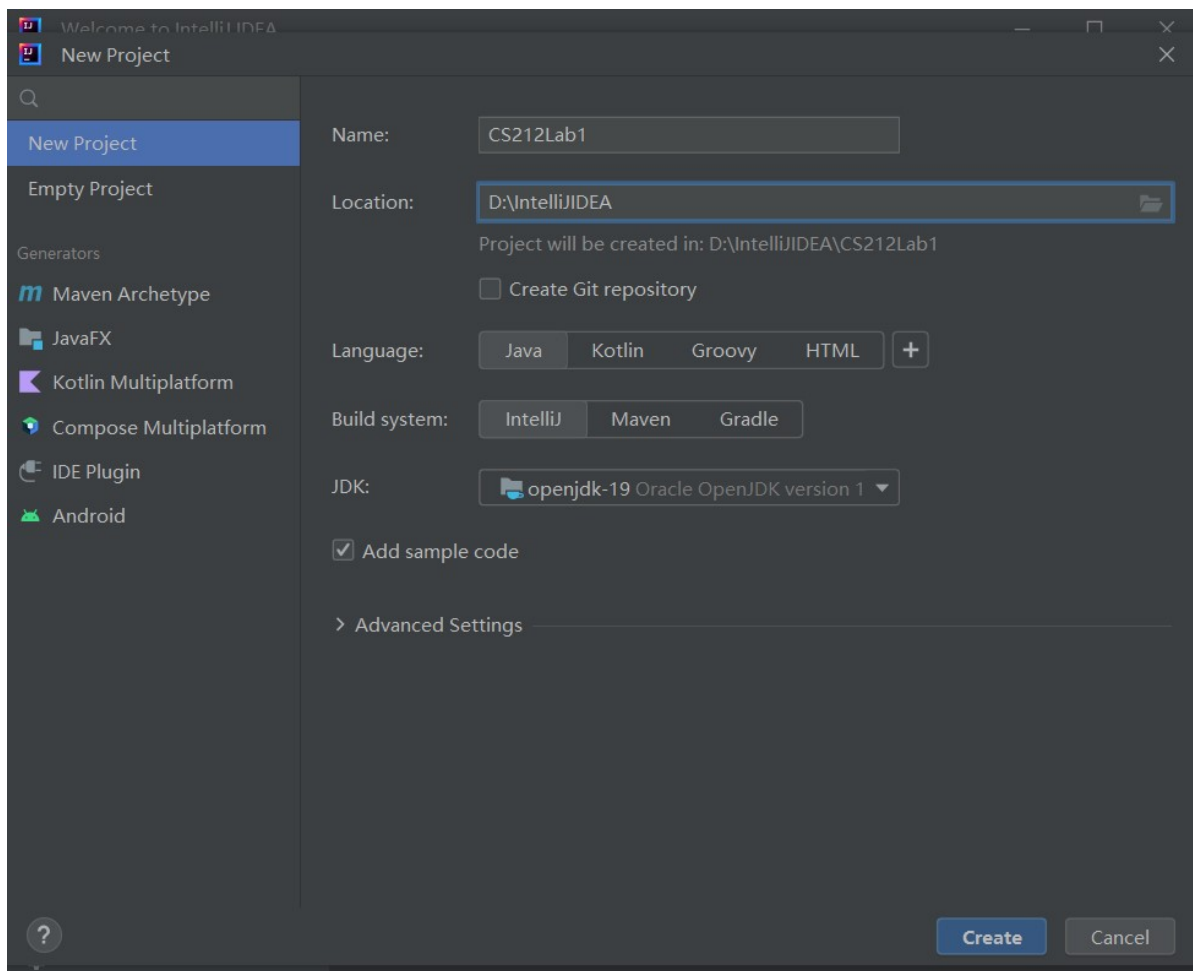 Welcome to IntelliJ IDEA
New Project
New Project
Empty Project
Generators
Maven Archetype
JavaFX
Kotlin Multiplatform
Compose Multiplatform
IDE Plugin
Android
Name: CS212Lab1
Location: D:\IntelliJIDEA
Project will be created in: D:\IntelliJIDEA\CS212Lab1
Create Git repository
Language: Java Kotlin Groovy HTML +
Build system: IntelliJ Maven Gradle
JDK: openjdk-19 Oracle OpenJDK version 1
Add sample code
Advanced Settings
? Create Cancel